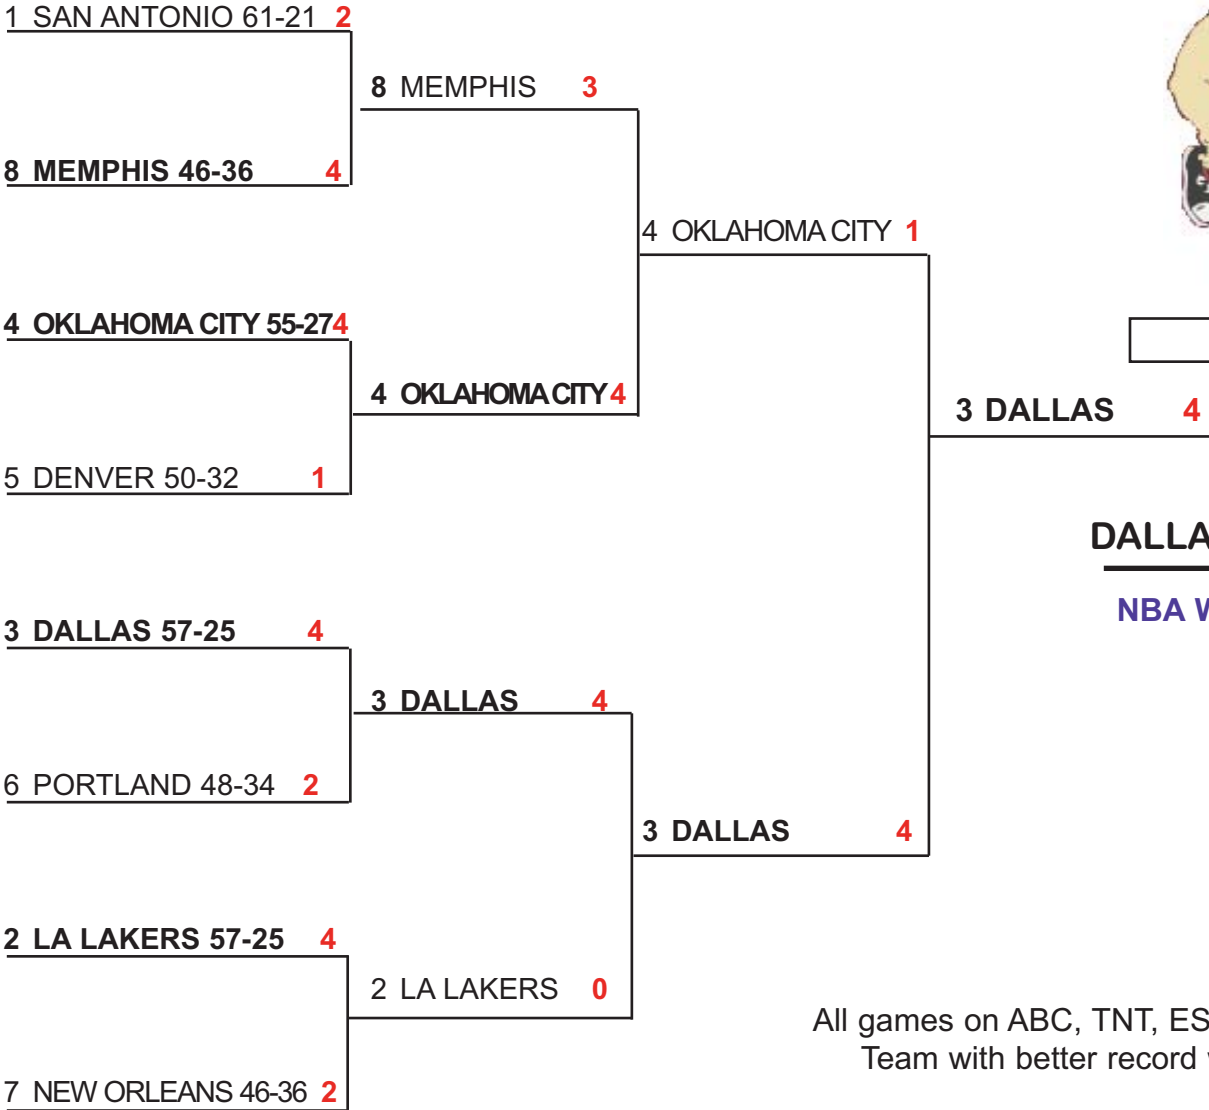 1 SAN ANTONIO 61-21 2
8 MEMPHIS 3
8 MEMPHIS 46-36 4
4 OKLAHOMA CITY 1
4 OKLAHOMA CITY 55-27 4
4 OKLAHOMA CITY 4
3 DALLAS 4
5 DENVER 50-32 1
DALLA
NBA W
3 DALLAS 57-25 4
3 DALLAS 4
6 PORTLAND 48-34 2
3 DALLAS 4
2 LA LAKERS 57-25 4
2 LA LAKERS 0
All games on ABC, TNT, ES
Team with better record
7 NEW ORLEANS 46-36 2